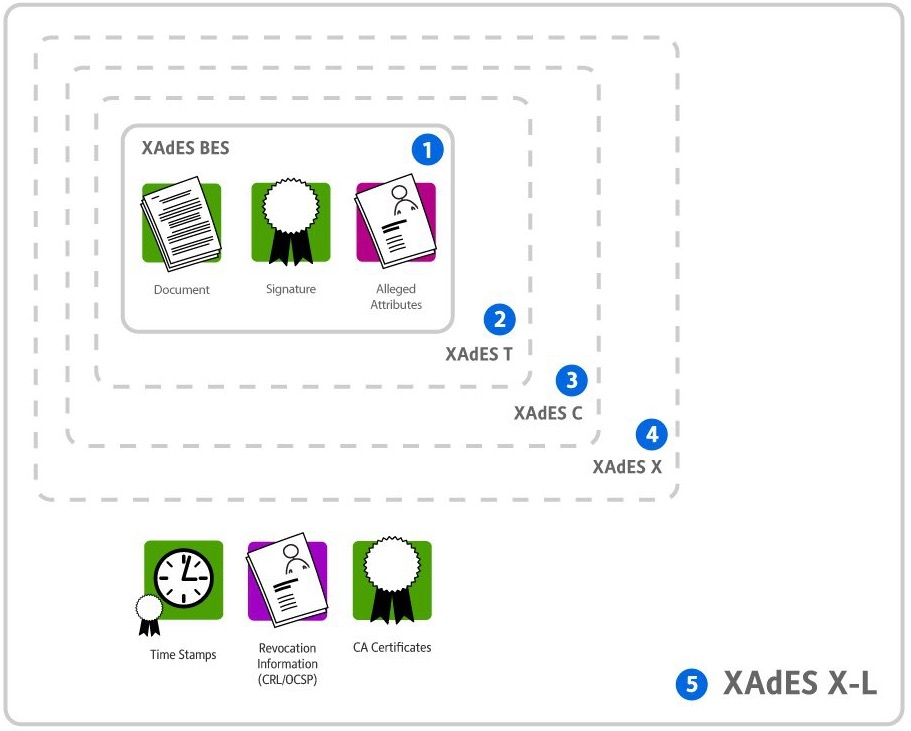 XAdES BES
1
Document
Signature
Alleged
Attributes
2
XAdES T
3
XAdES C
4
XAdES X
Time Stamps
Revocation
Information
(CRL/OCSP)
CA Certificates
5 XAdES X-L